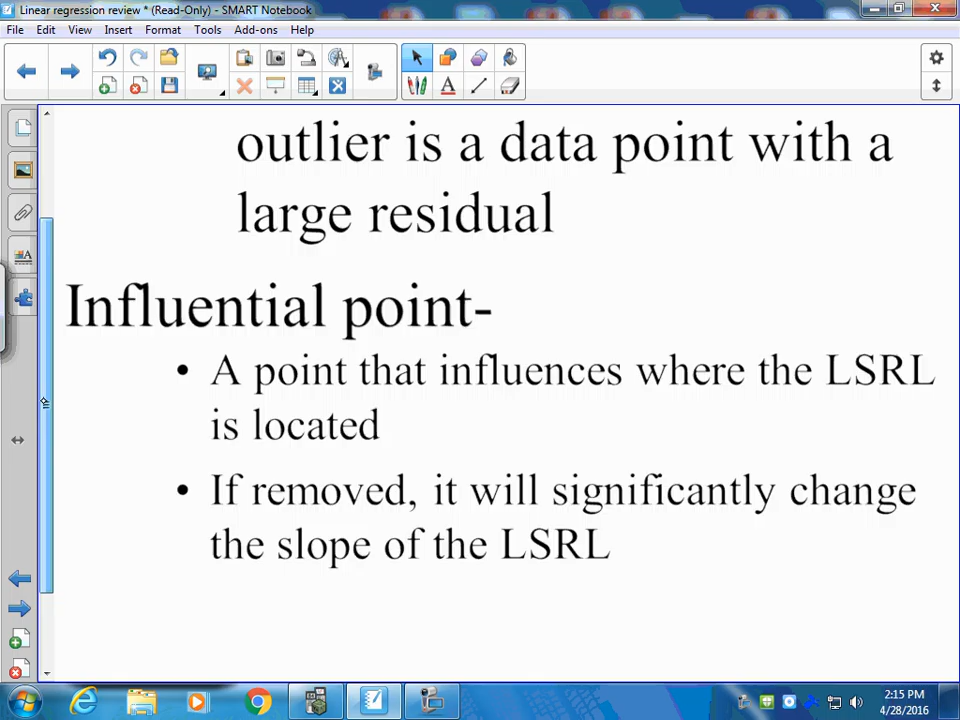 Linear regression review * (Read-Only) - SMART Notebook
File Edit View Insert Format Tools Add-ons Help
outlier is a data point with a
large residual
Influential point-
• A point that influences where the LSRL
is located
• If removed, it will significantly change
the slope of the LSRL
2:15 PM
4/28/2016